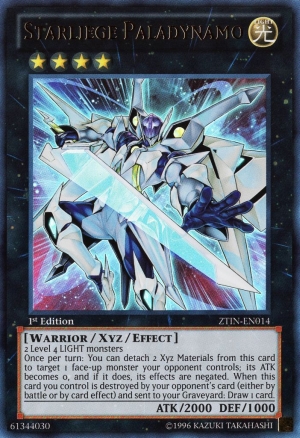 STARLIEGE PALADYNAMO
LIGHT
光
ZTIN-EN014
1st Edition
[WARRIOR / XYZ / EFFECT]
2 Level 4 LIGHT monsters
Once per turn: You can detach 2 Xyz Materials from this card
to target 1 face-up monster your opponent controls; its ATK
becomes 0, and if it does, its effects are negated. When this
card you control is destroyed by your opponent's card (either by
battle or by card effect) and sent to your Graveyard: Draw 1 card.
ATK/2000 DEF/1000
61344030
©1996 KAZUKI TAKAHASHI